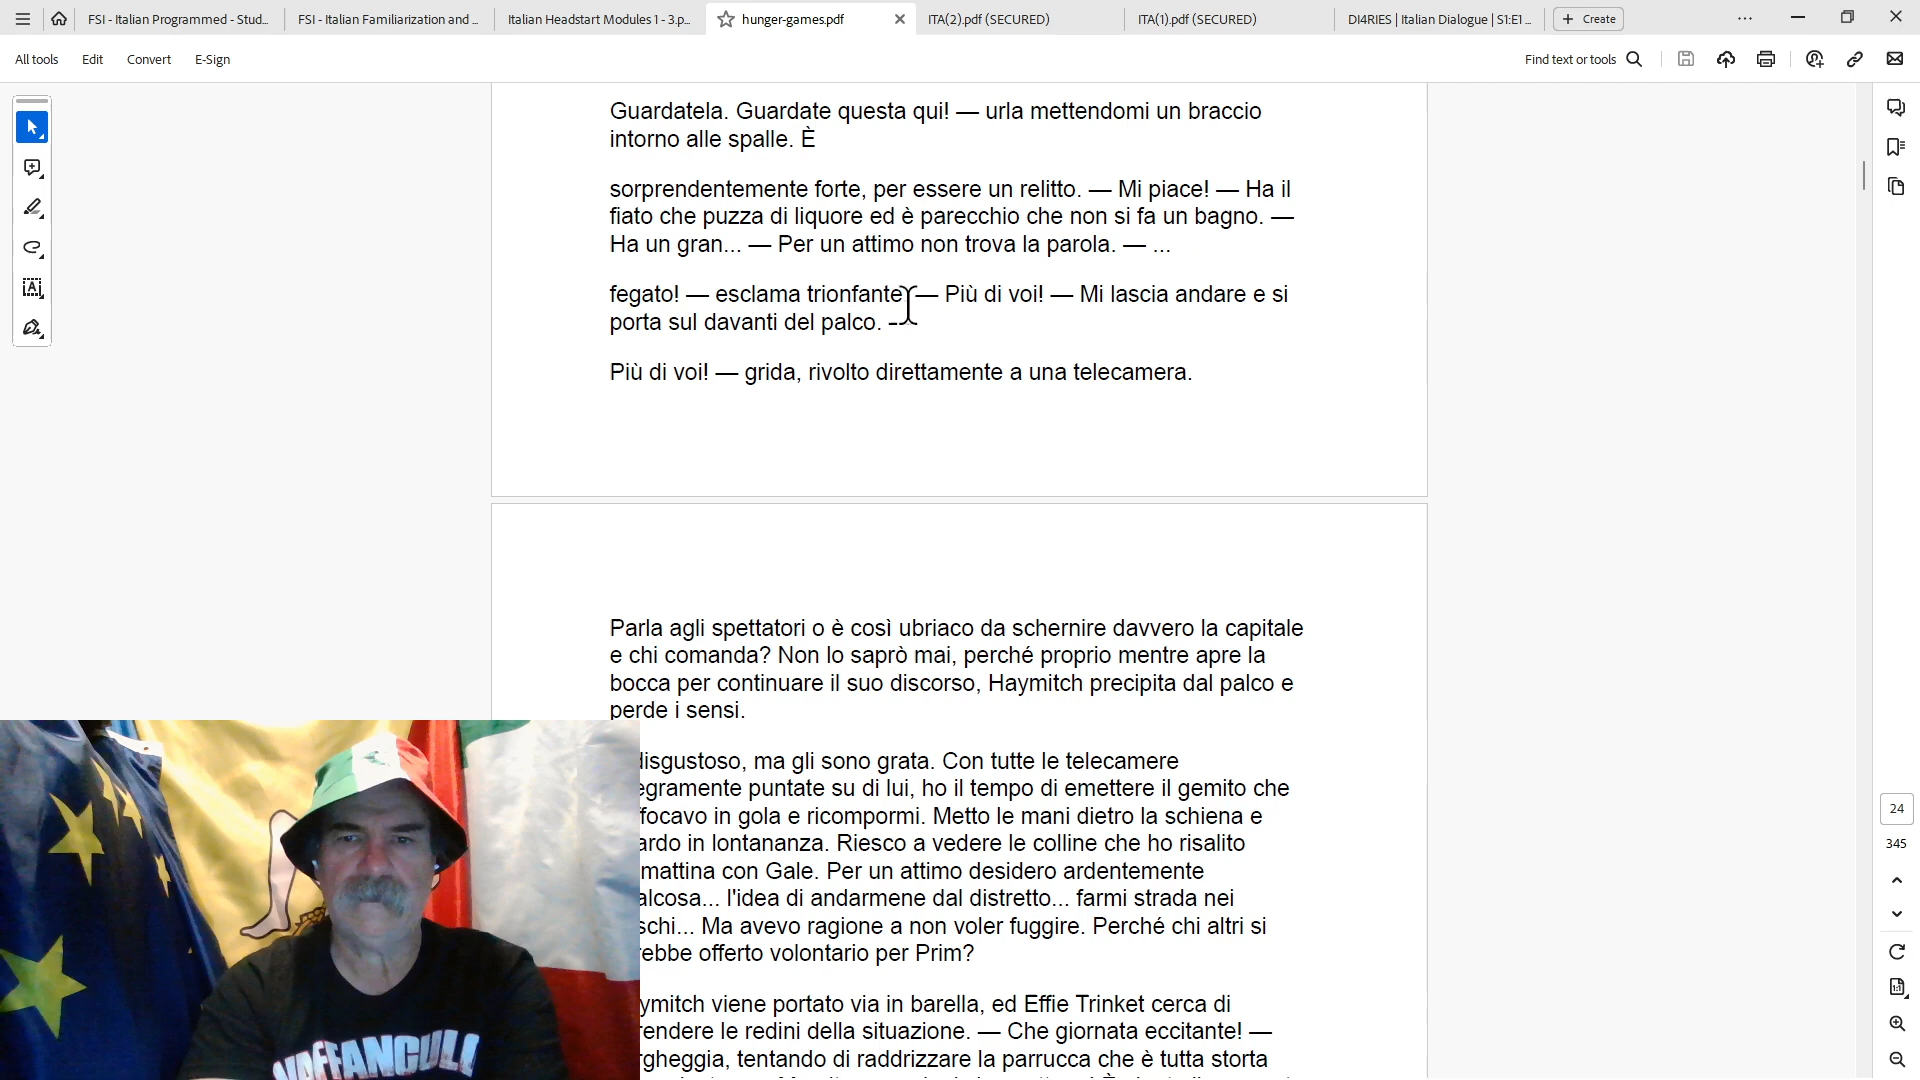 FSI - Italian Programmed - Stud...
FSI - Italian Familiarization and ...
Italian Headstart Modules 1 - 3.p...
hunger-games.pdf
ITA(2).pdf (SECURED)
ITA(1).pdf (SECURED)
DI4RIES | Italian Dialogue | S1:E1 ...
Create
All tools
Edit
Convert
E-Sign
Find text or tools
Guardatela. Guardate questa qui! — urla mettendomi un braccio
intorno alle spalle. È
sorprendentemente forte, per essere un relitto. — Mi piace! — Ha il
fiato che puzza di liquore ed è parecchio che non si fa un bagno. —
Ha un gran... — Per un attimo non trova la parola. — ...
fegato! — esclama trionfante. — Più di voi! — Mi lascia andare e si
porta sul davanti del palco. —
Più di voi! — grida, rivolto direttamente a una telecamera.
Parla agli spettatori o è così ubriaco da schernire davvero la capitale
e chi comanda? Non lo saprò mai, perché proprio mentre apre la
bocca per continuare il suo discorso, Haymitch precipita dal palco e
perde i sensi.
disgustoso, ma gli sono grata. Con tutte le telecamere
egramente puntate su di lui, ho il tempo di emettere il gemito che
focavo in gola e ricompormi. Metto le mani dietro la schiena e
ardo in lontananza. Riesco a vedere le colline che ho risalito
mattina con Gale. Per un attimo desidero ardentemente
alcosa... l'idea di andarmene dal distretto... farmi strada nei
schi... Ma avevo ragione a non voler fuggire. Perché chi altri si
rebbe offerto volontario per Prim?
ymitch viene portato via in barella, ed Effie Trinket cerca di
rendere le redini della situazione. — Che giornata eccitante! —
rgheggia, tentando di raddrizzare la parrucca che è tutta storta
24
345
VAFFANCULO